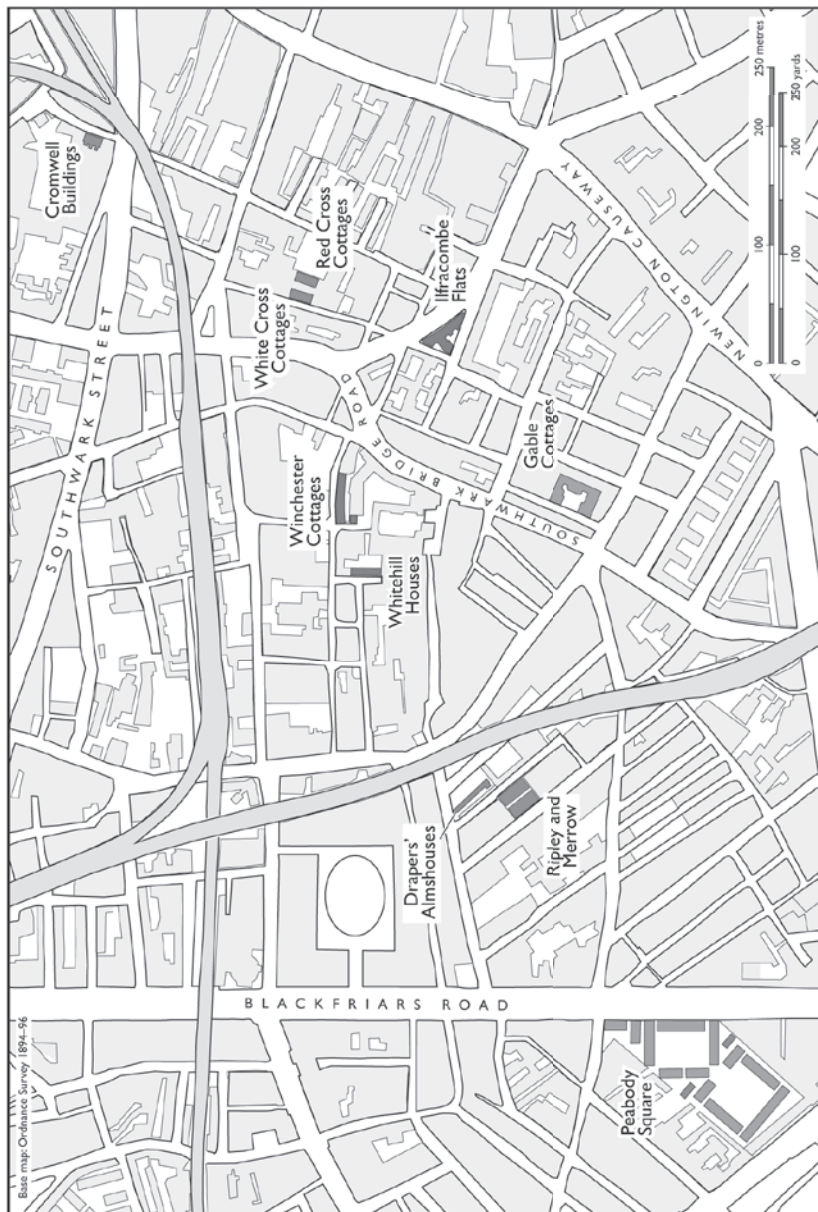 Base map: Ordnance Survey 1894–96
SOUTHWARK STREET
Cromwell
Buildings
White Cross
Cottages
Red Cross
Cottages
Winchester
Cottages
Whitehill
Houses
SOUTHWARK BRIDGE ROAD
Ilfracombe
Flats
Gable
Cottages
NEWINGTON CAUSEWAY
BLACKFRIARS ROAD
Drapers'
Almshouses
Ripley and
Merrow
Peabody
Square
0 100 200 250 metres
0 100 200 250 yards